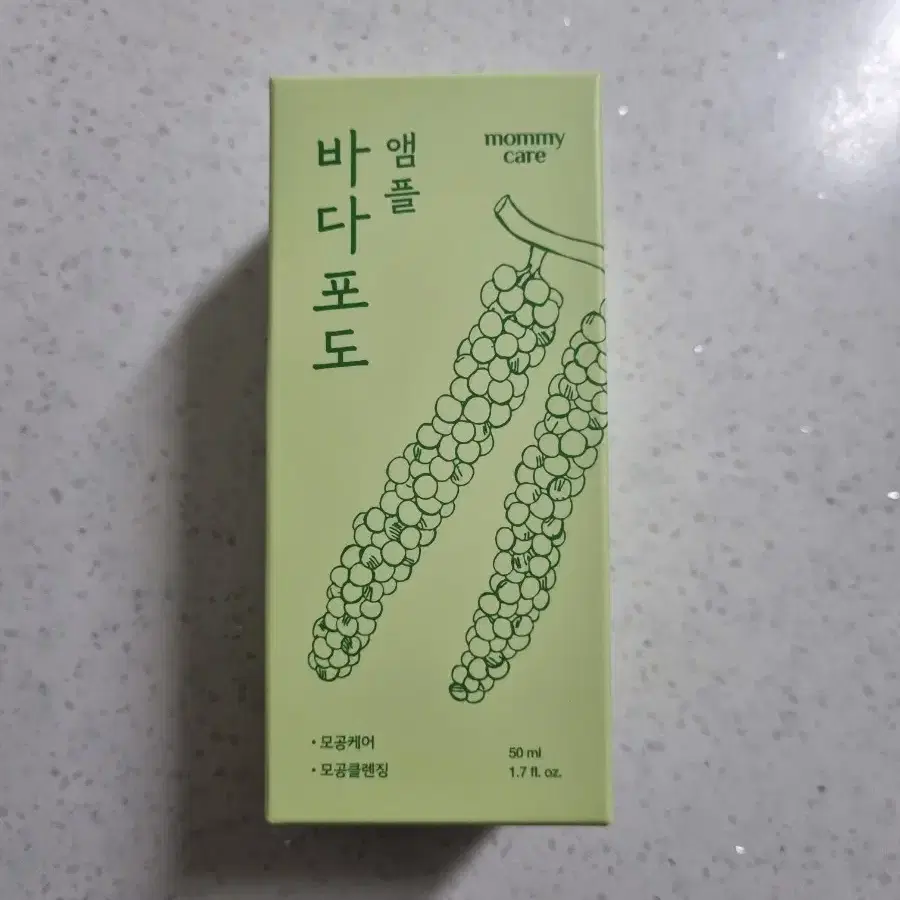 바다포도
앰플
mommy
care
• 모공케어
• 모공클렌징
50 ml
1.7 fl. oz.